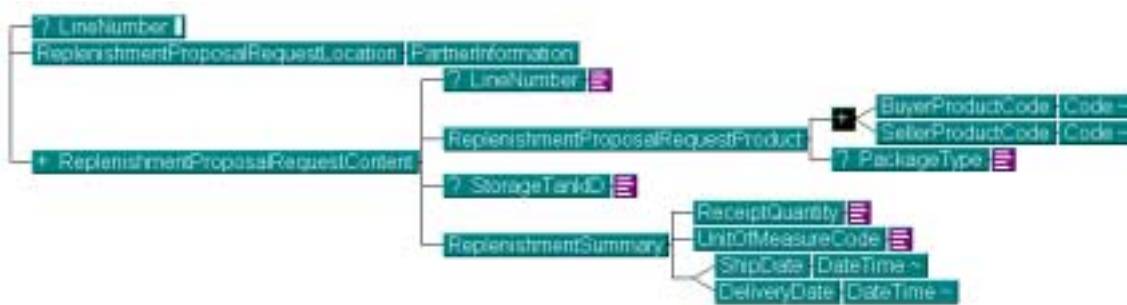 ? LineNumber
ReplenishmentProposalRequestLocation PartnerInformation
? LineNumber
BuyerProductCode Code ~
+
ReplenishmentProposalRequestProduct
SellerProductCode Code ~
+ ReplenishmentProposalRequestContent
? PackageType
? StorageTankID
ReceiptQuantity
UnitOfMeasureCode
ReplenishmentSummary
ShipDate DateTime ~
DeliveryDate DateTime ~